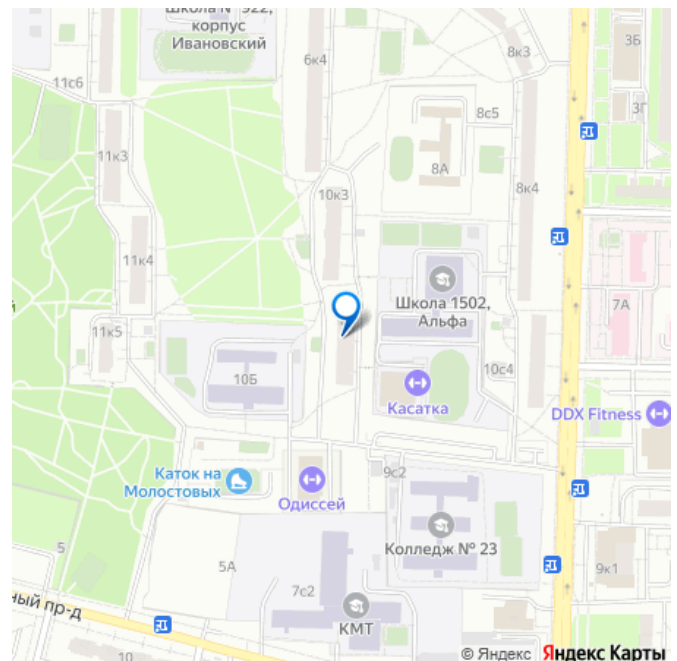 Школа № 922,
корпус
Ивановский
6к4
8к3
3Б
11с6
3Г
8с5
11к3
8А
10к3
8к4
11к4
Школа 1502,
Альфа
7А
й
11к5
10Б
10с4
Касатка
DDX Fitness
Каток на
Молостовых
Одиссей
9с2
Колледж № 23
5
5А
9к1
7с2
ный пр-д
КМТ
10
© Яндекс Яндекс Карты